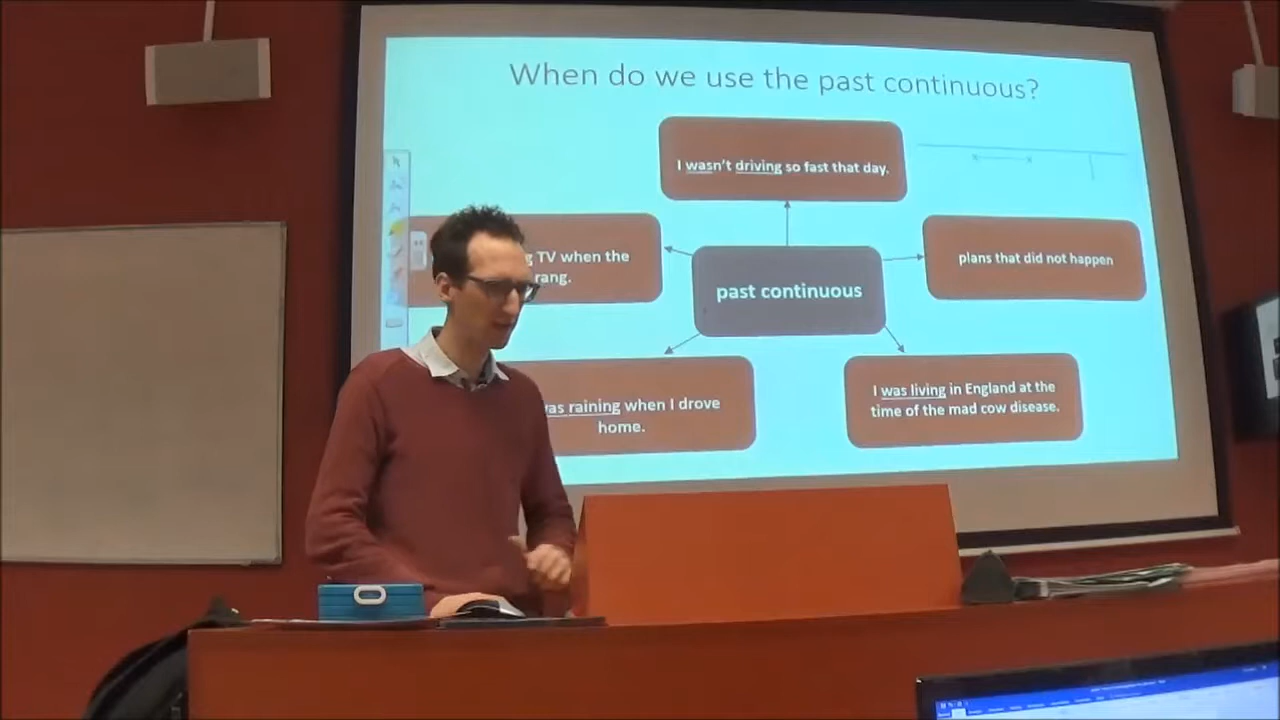 When do we use the past continuous?
I wasn't driving so fast that day.
TV when the
rang.
plans that did not happen
past continuous
was raining when I drove
home.
I was living in England at the
time of the mad cow disease.